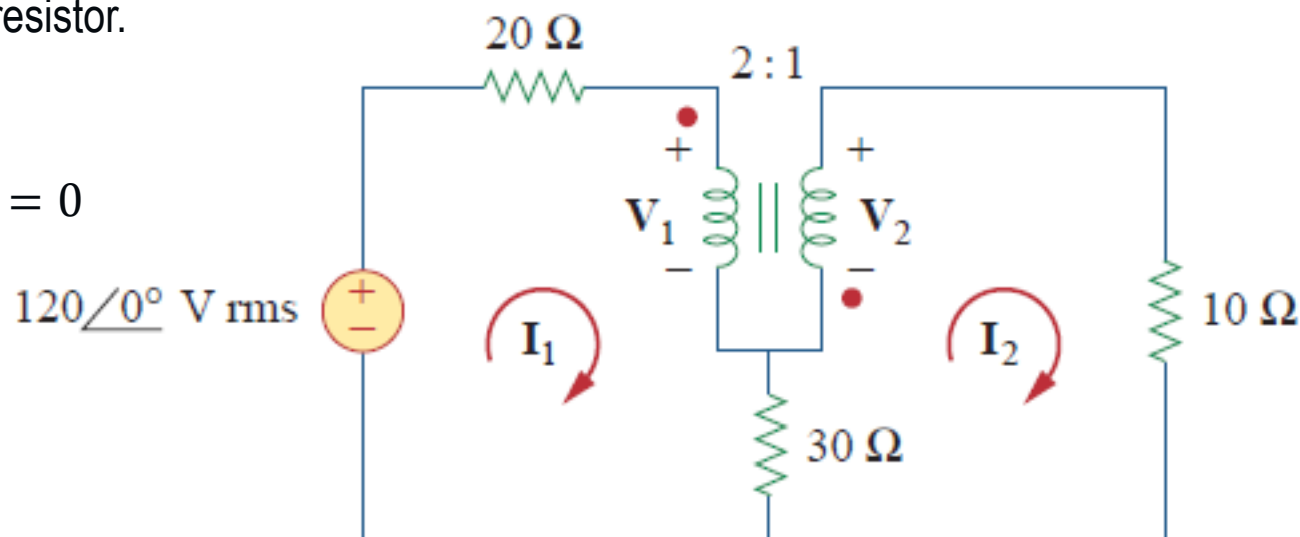 resistor.
20 Ω
2 : 1
+ +
= 0
V₁ V₂
− −
120∠0° V rms
+
−
I₁ I₂
10 Ω
30 Ω